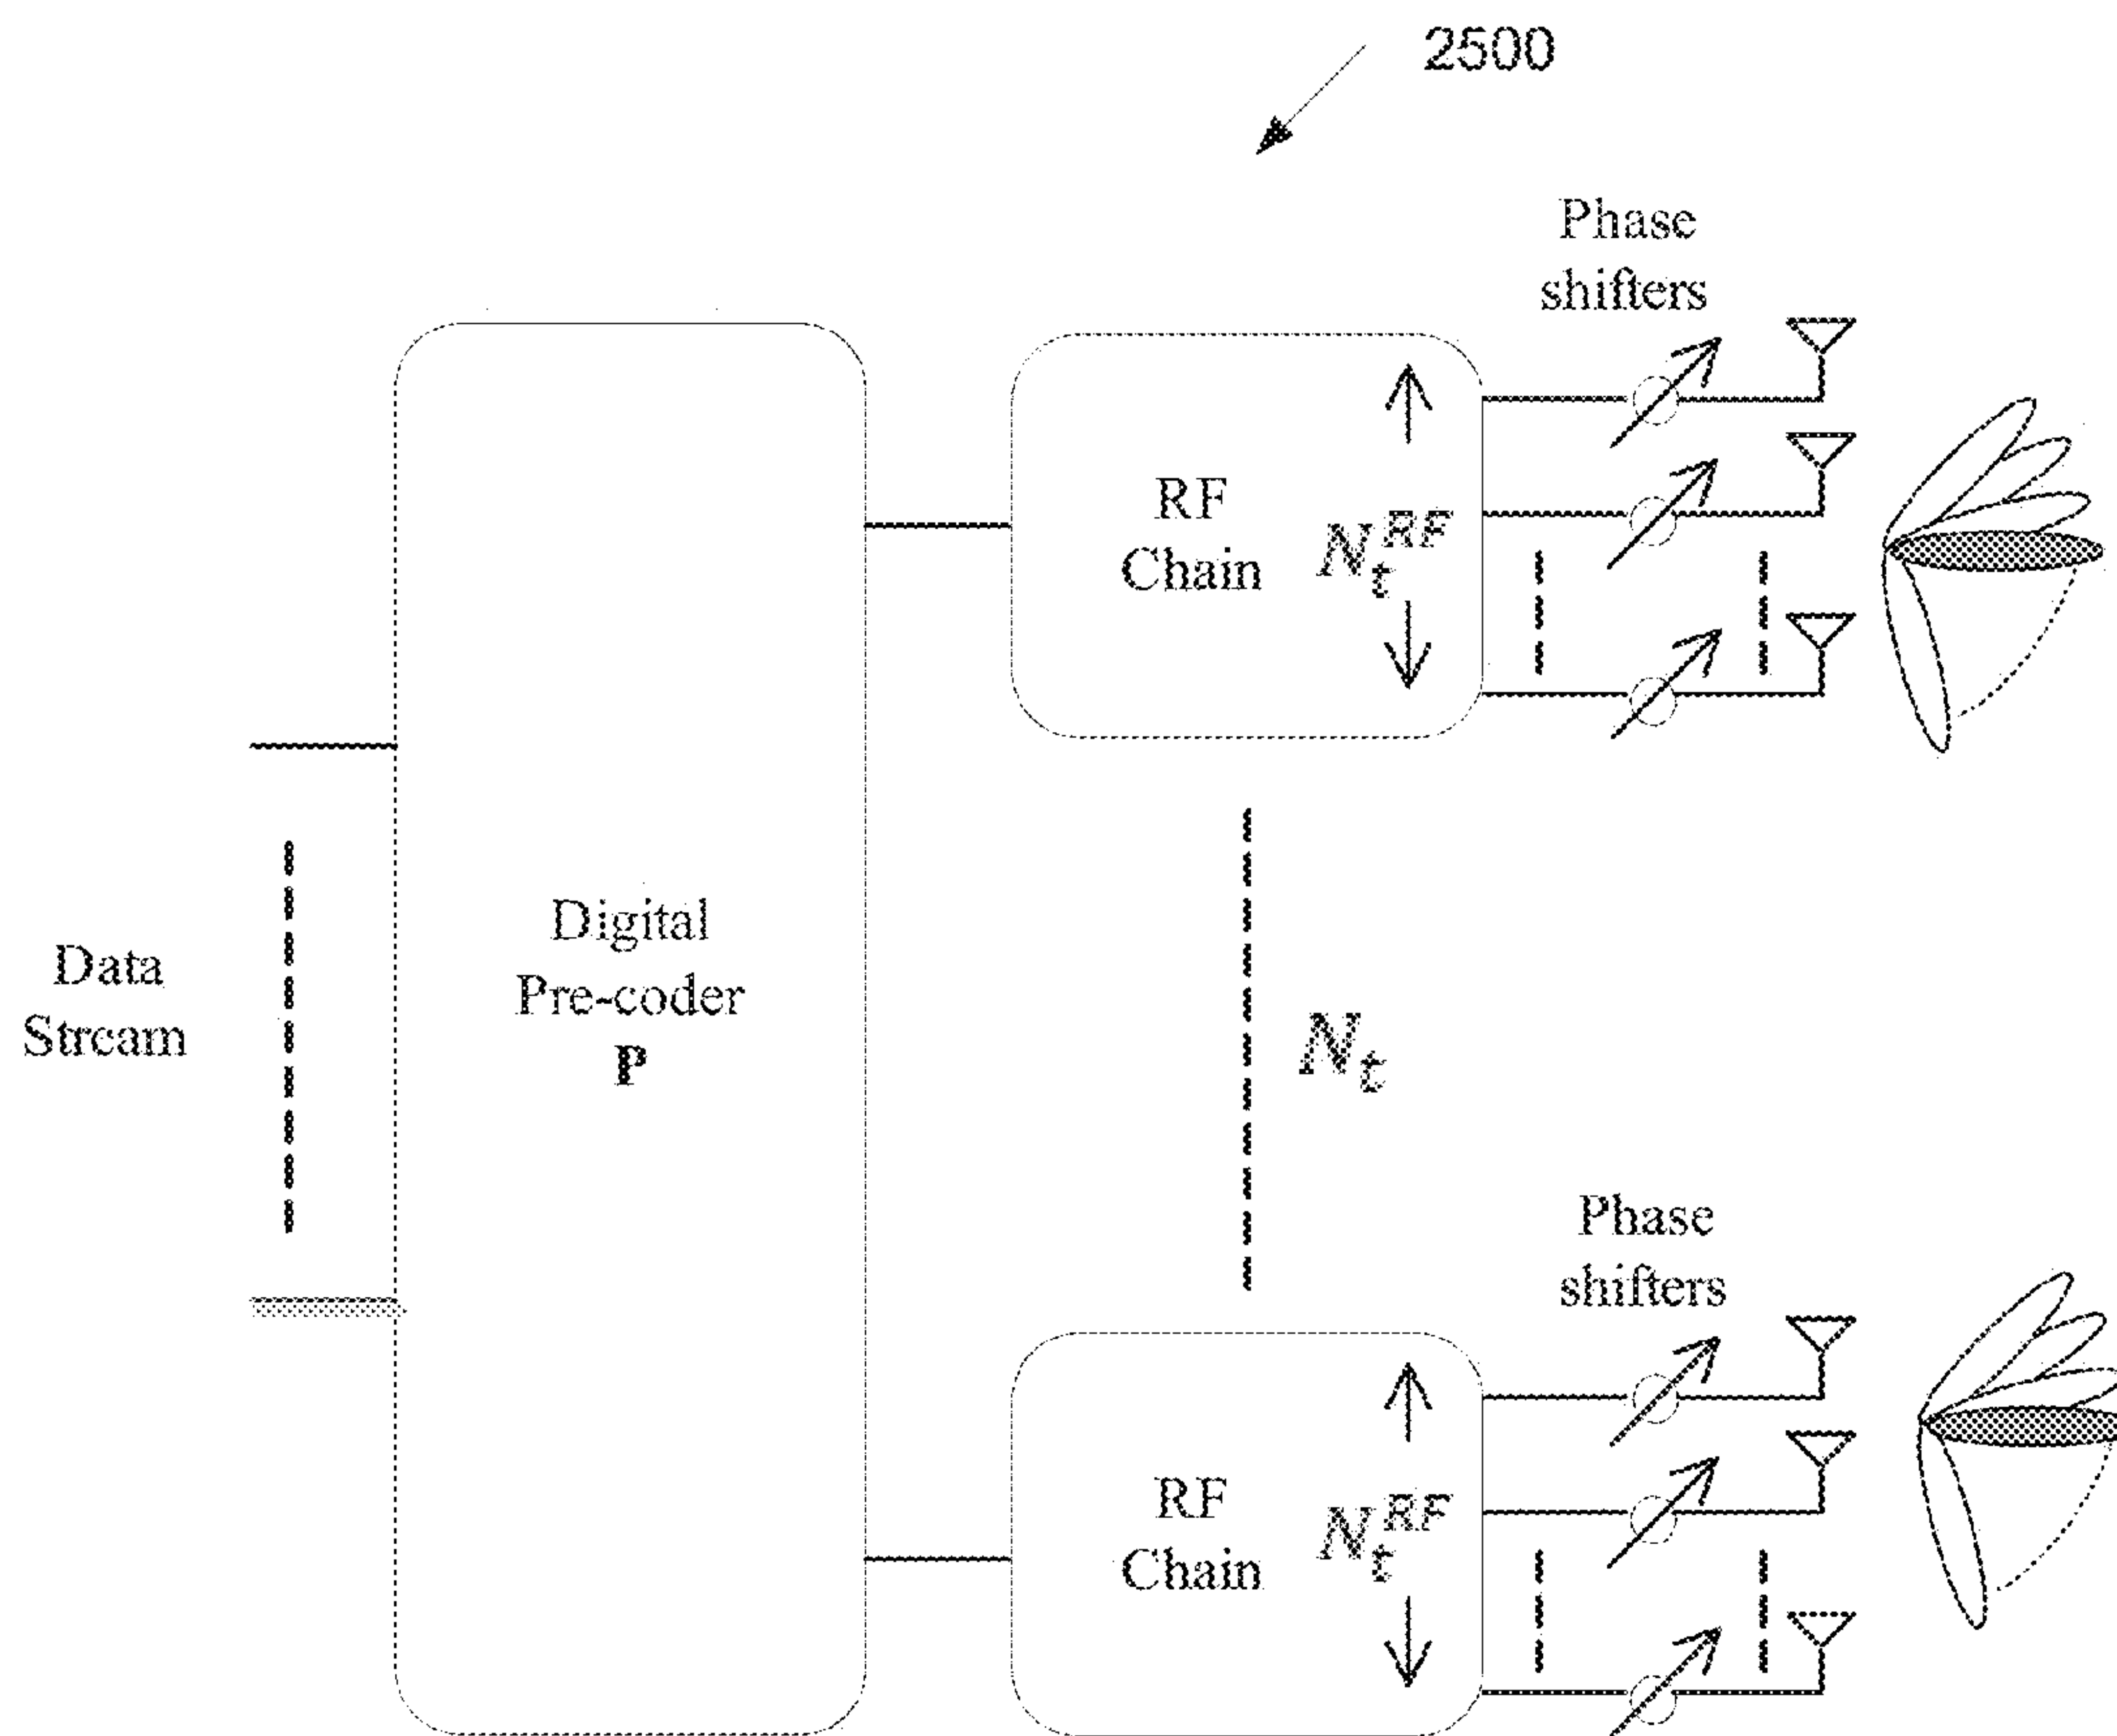 2500
Phase
shifters
RF
Chain
N_t^{RF}
Data
Stream
Digital
Pre-coder
P
N_t
Phase
shifters
RF
Chain
N_t^{RF}